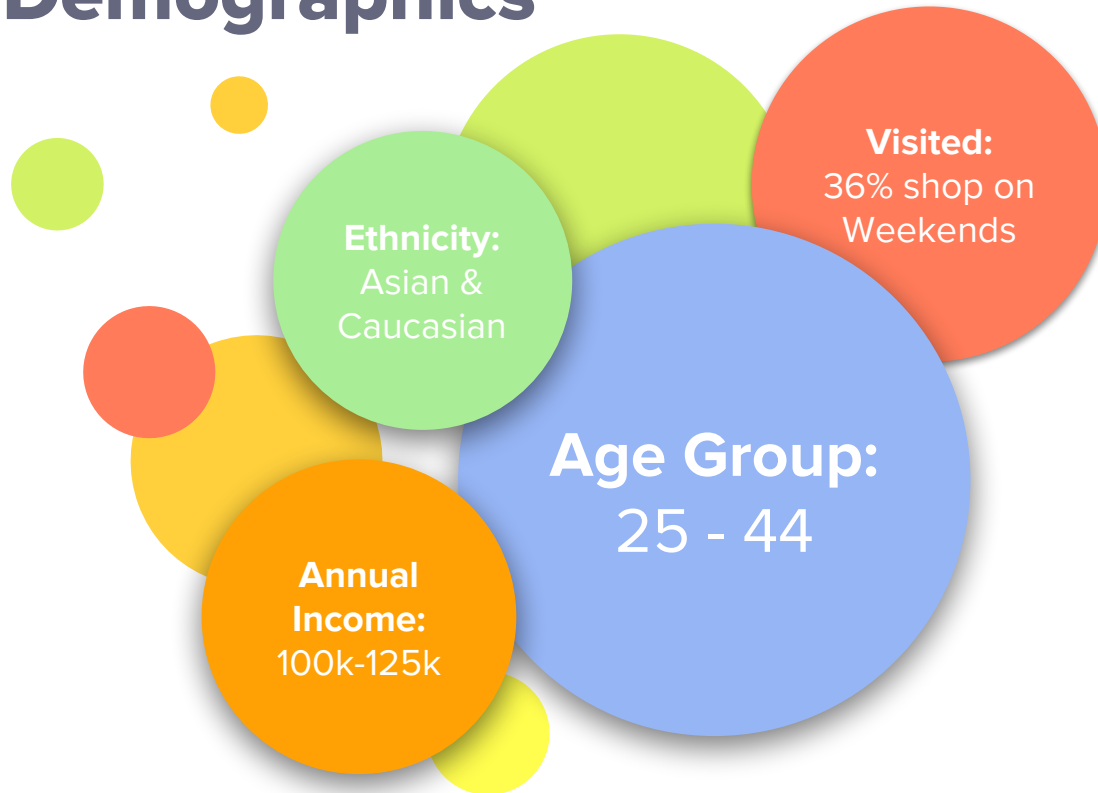 Demographics
Visited:
36% shop on
Weekends
Ethnicity:
Asian &
Caucasian
Age Group:
25 - 44
Annual
Income:
100k-125k